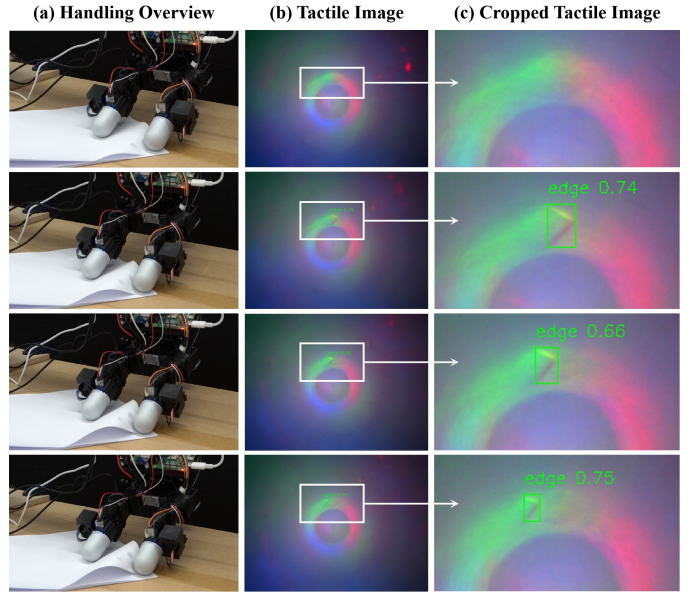 (a) Handling Overview
(b) Tactile Image
(c) Cropped Tactile Image
edge 0.74
edge 0.66
edge 0.75